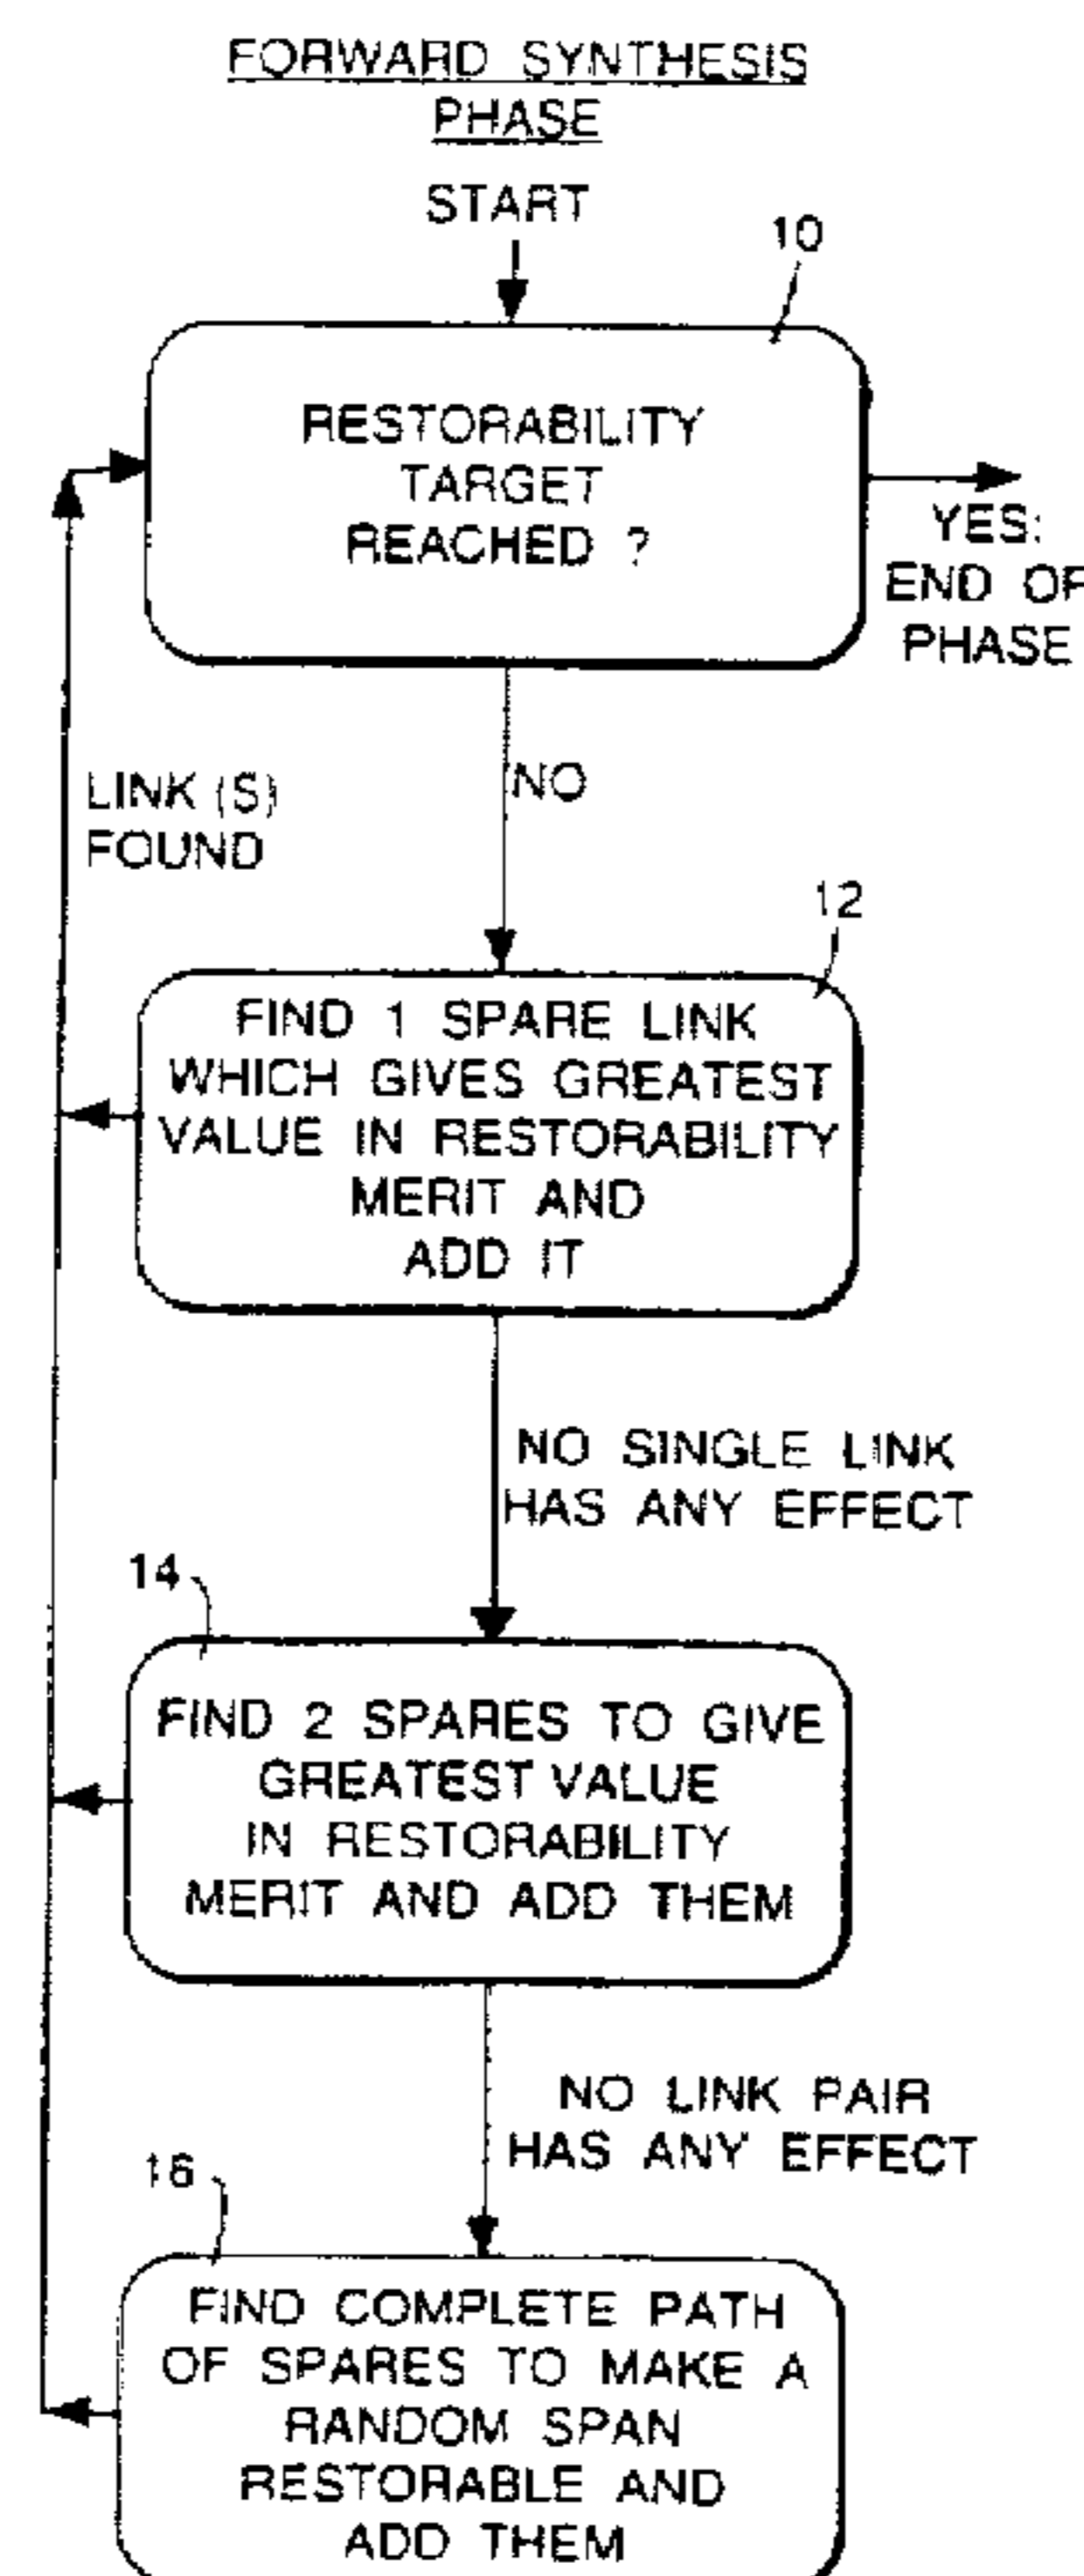 FORWARD SYNTHESIS
PHASE
START
10
RESTORABILITY
TARGET
REACHED ?
YES:
END OF
PHASE
NO
LINK (S)
FOUND
12
FIND 1 SPARE LINK
WHICH GIVES GREATEST
VALUE IN RESTORABILITY
MERIT AND
ADD IT
NO SINGLE LINK
HAS ANY EFFECT
14
FIND 2 SPARES TO GIVE
GREATEST VALUE
IN RESTORABILITY
MERIT AND ADD THEM
NO LINK PAIR
HAS ANY EFFECT
16
FIND COMPLETE PATH
OF SPARES TO MAKE A
RANDOM SPAN
RESTORABLE AND
ADD THEM